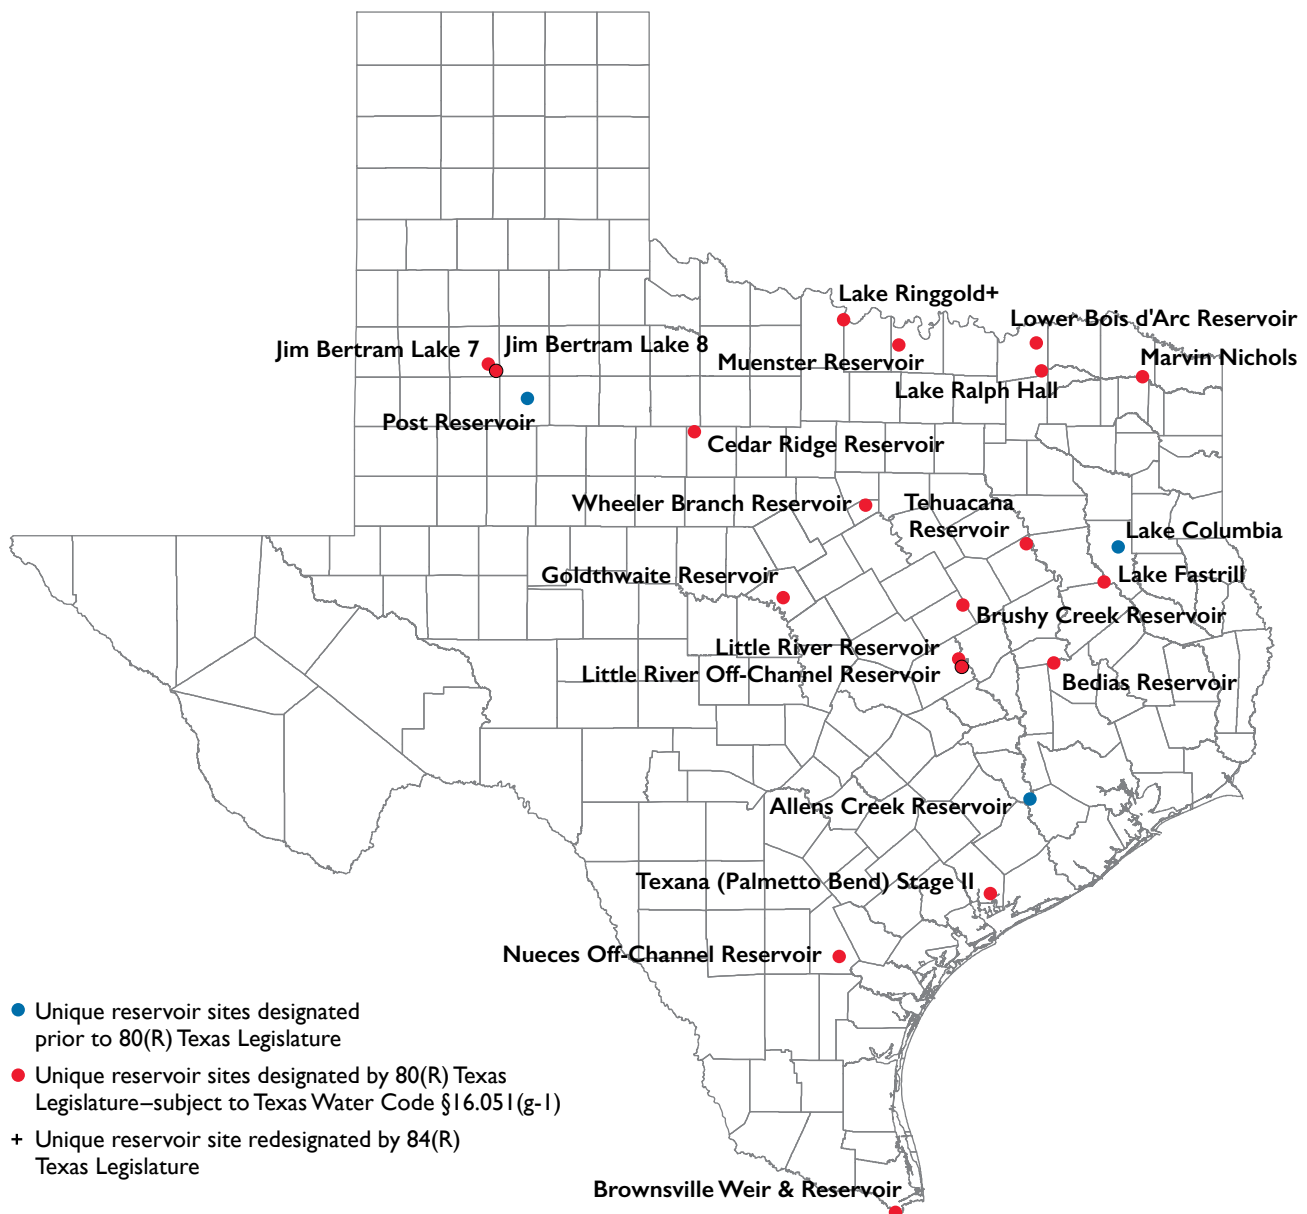 Lake Ringgold+
Lower Bois d'Arc Reservoir
Jim Bertram Lake 7
Jim Bertram Lake 8
Muenster Reservoir
Marvin Nichols
Lake Ralph Hall
Post Reservoir
Cedar Ridge Reservoir
Wheeler Branch Reservoir
Tehuacana
Reservoir
Lake Columbia
Goldthwaite Reservoir
Lake Fastrill
Brushy Creek Reservoir
Little River Reservoir
Little River Off-Channel Reservoir
Bedias Reservoir
Allens Creek Reservoir
Texana (Palmetto Bend) Stage II
Nueces Off-Channel Reservoir
Unique reservoir sites designated
prior to 80(R) Texas Legislature
Unique reservoir sites designated by 80(R) Texas
Legislature–subject to Texas Water Code §16.051(g-1)
+ Unique reservoir site redesignated by 84(R)
Texas Legislature
Brownsville Weir & Reservoir